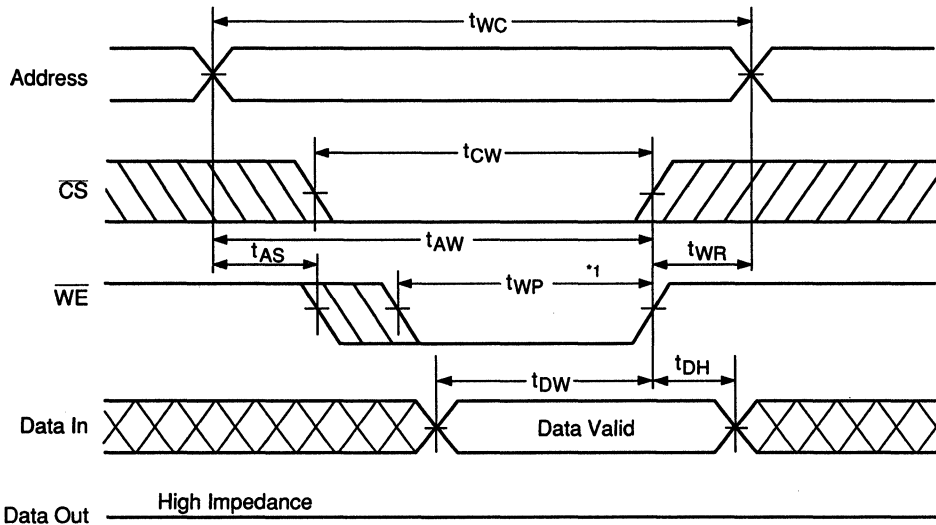 tWC
Address
tCW
CS
tAW
tAS
tWR
WE
tWP *1
tDW
tDH
Data In
Data Valid
High Impedance
Data Out